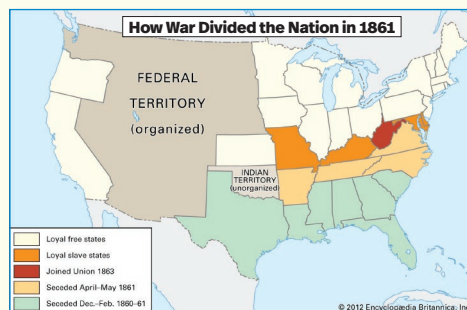 How War Divided the Nation in 1861
FEDERAL
TERRITORY
(organized)
INDIAN
TERRITORY
(unorganized)
Loyal free states
Loyal slave states
Joined Union 1863
Seceded April–May 1861
Seceded Dec.–Feb. 1860–61
© 2012 Encyclopædia Britannica, Inc